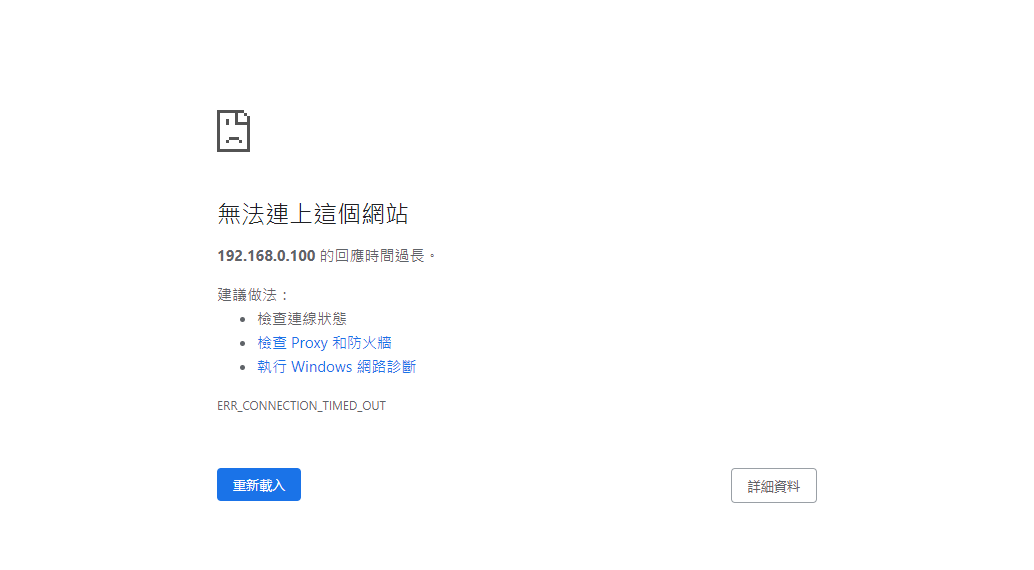 無法連上這個網站
192.168.0.100 的回應時間過長。
建議做法：
檢查連線狀態
檢查 Proxy 和防火牆
執行 Windows 網路診斷
ERR_CONNECTION_TIMED_OUT
重新載入
詳細資料